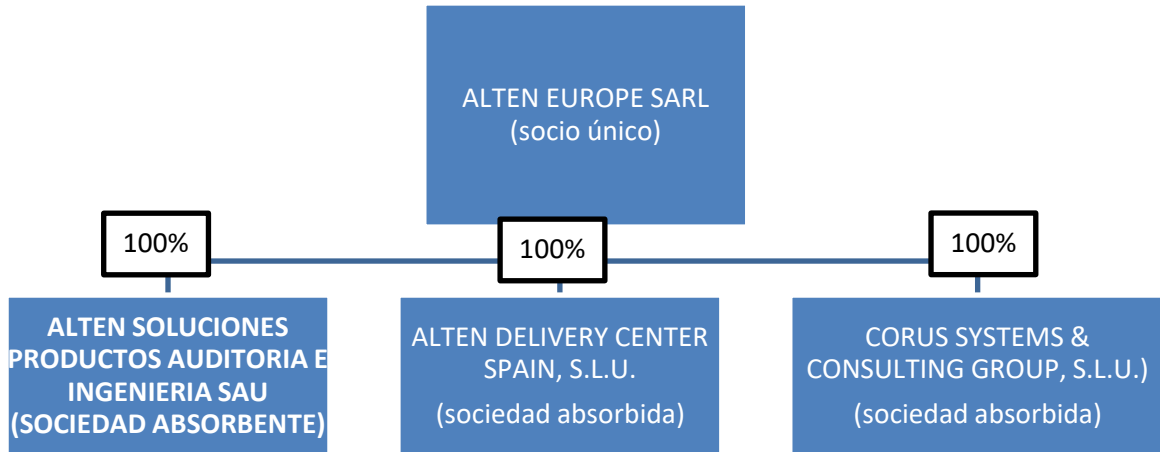 ALTEN EUROPE SARL
(socio único)
100%
100%
100%
ALTEN SOLUCIONES
PRODUCTOS AUDITORIA E
INGENIERIA SAU
(SOCIEDAD ABSORBENTE)
ALTEN DELIVERY CENTER
SPAIN, S.L.U.
(sociedad absorbida)
CORUS SYSTEMS &
CONSULTING GROUP, S.L.U.)
(sociedad absorbida)